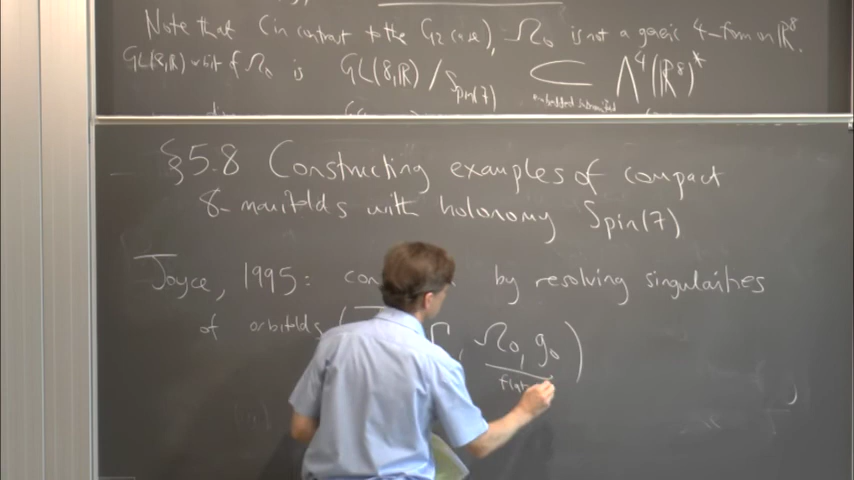 Note that (in contrast to the G2 case), Ω₀ is not a generic 4-form on ℝ⁸.
GL(8,ℝ) orbit of Ω₀ is GL(8,ℝ)/Spin(7) ⊂ Λ⁴(ℝ⁸)*
embedded submanifold
§5.8 Constructing examples of compact
8-manifolds with holonomy Spin(7)
Joyce, 1995: by resolving singularities
of orbifolds ( Γ, Ω₀, g₀)
flat